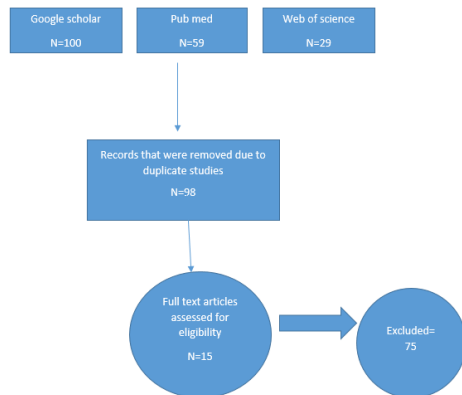 Google scholar
N=100
Pub med
N=59
Web of science
N=29
Records that were removed due to
duplicate studies
N=98
Full text articles
assessed for
eligibility
N=15
Excluded=
75